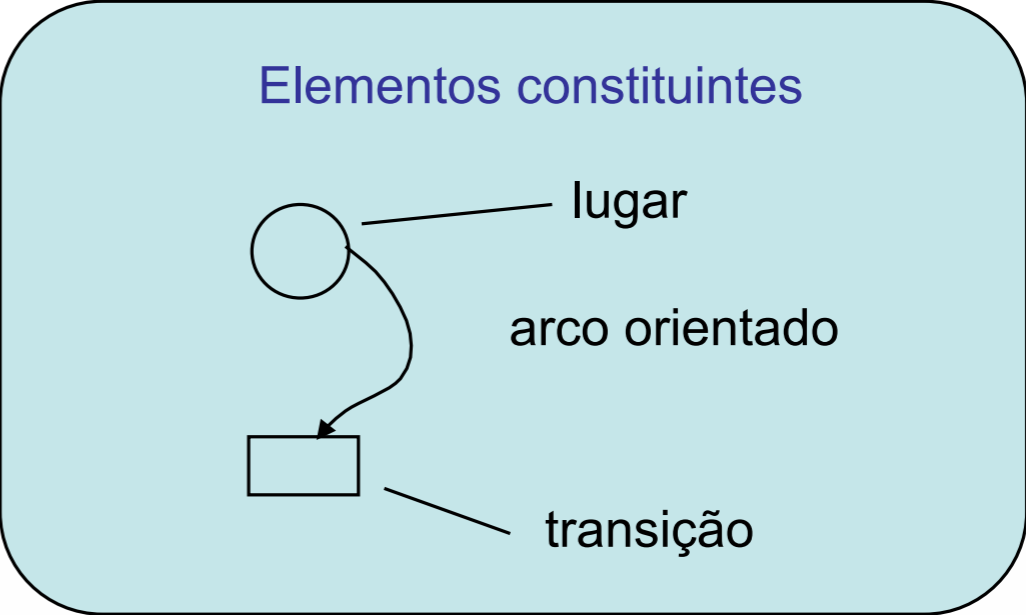 Elementos constituintes
lugar
arco orientado
transição